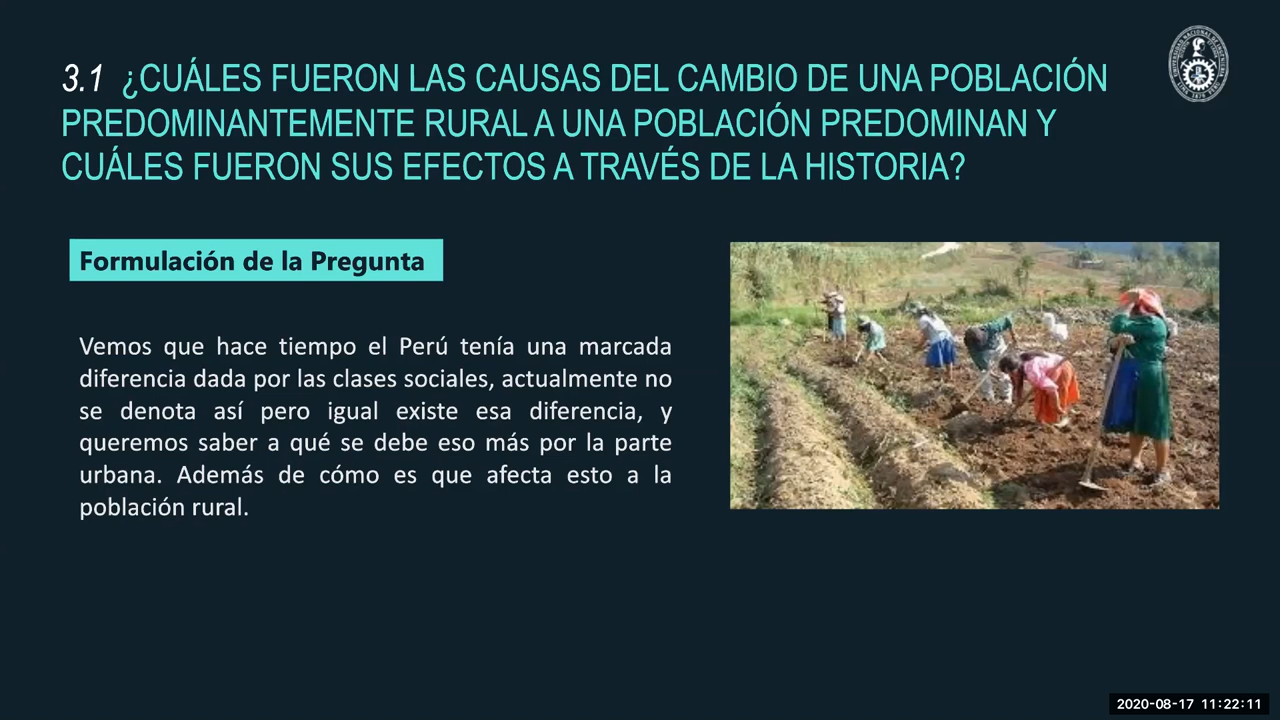 3.1 ¿CUÁLES FUERON LAS CAUSAS DEL CAMBIO DE UNA POBLACIÓN
PREDOMINANTEMENTE RURAL A UNA POBLACIÓN PREDOMINAN Y
CUÁLES FUERON SUS EFECTOS A TRAVÉS DE LA HISTORIA?
Formulación de la Pregunta
Vemos que hace tiempo el Perú tenía una marcada
diferencia dada por las clases sociales, actualmente no
se denota así pero igual existe esa diferencia, y
queremos saber a qué se debe eso más por la parte
urbana. Además de cómo es que afecta esto a la
población rural.
2020-08-17 11:22:11